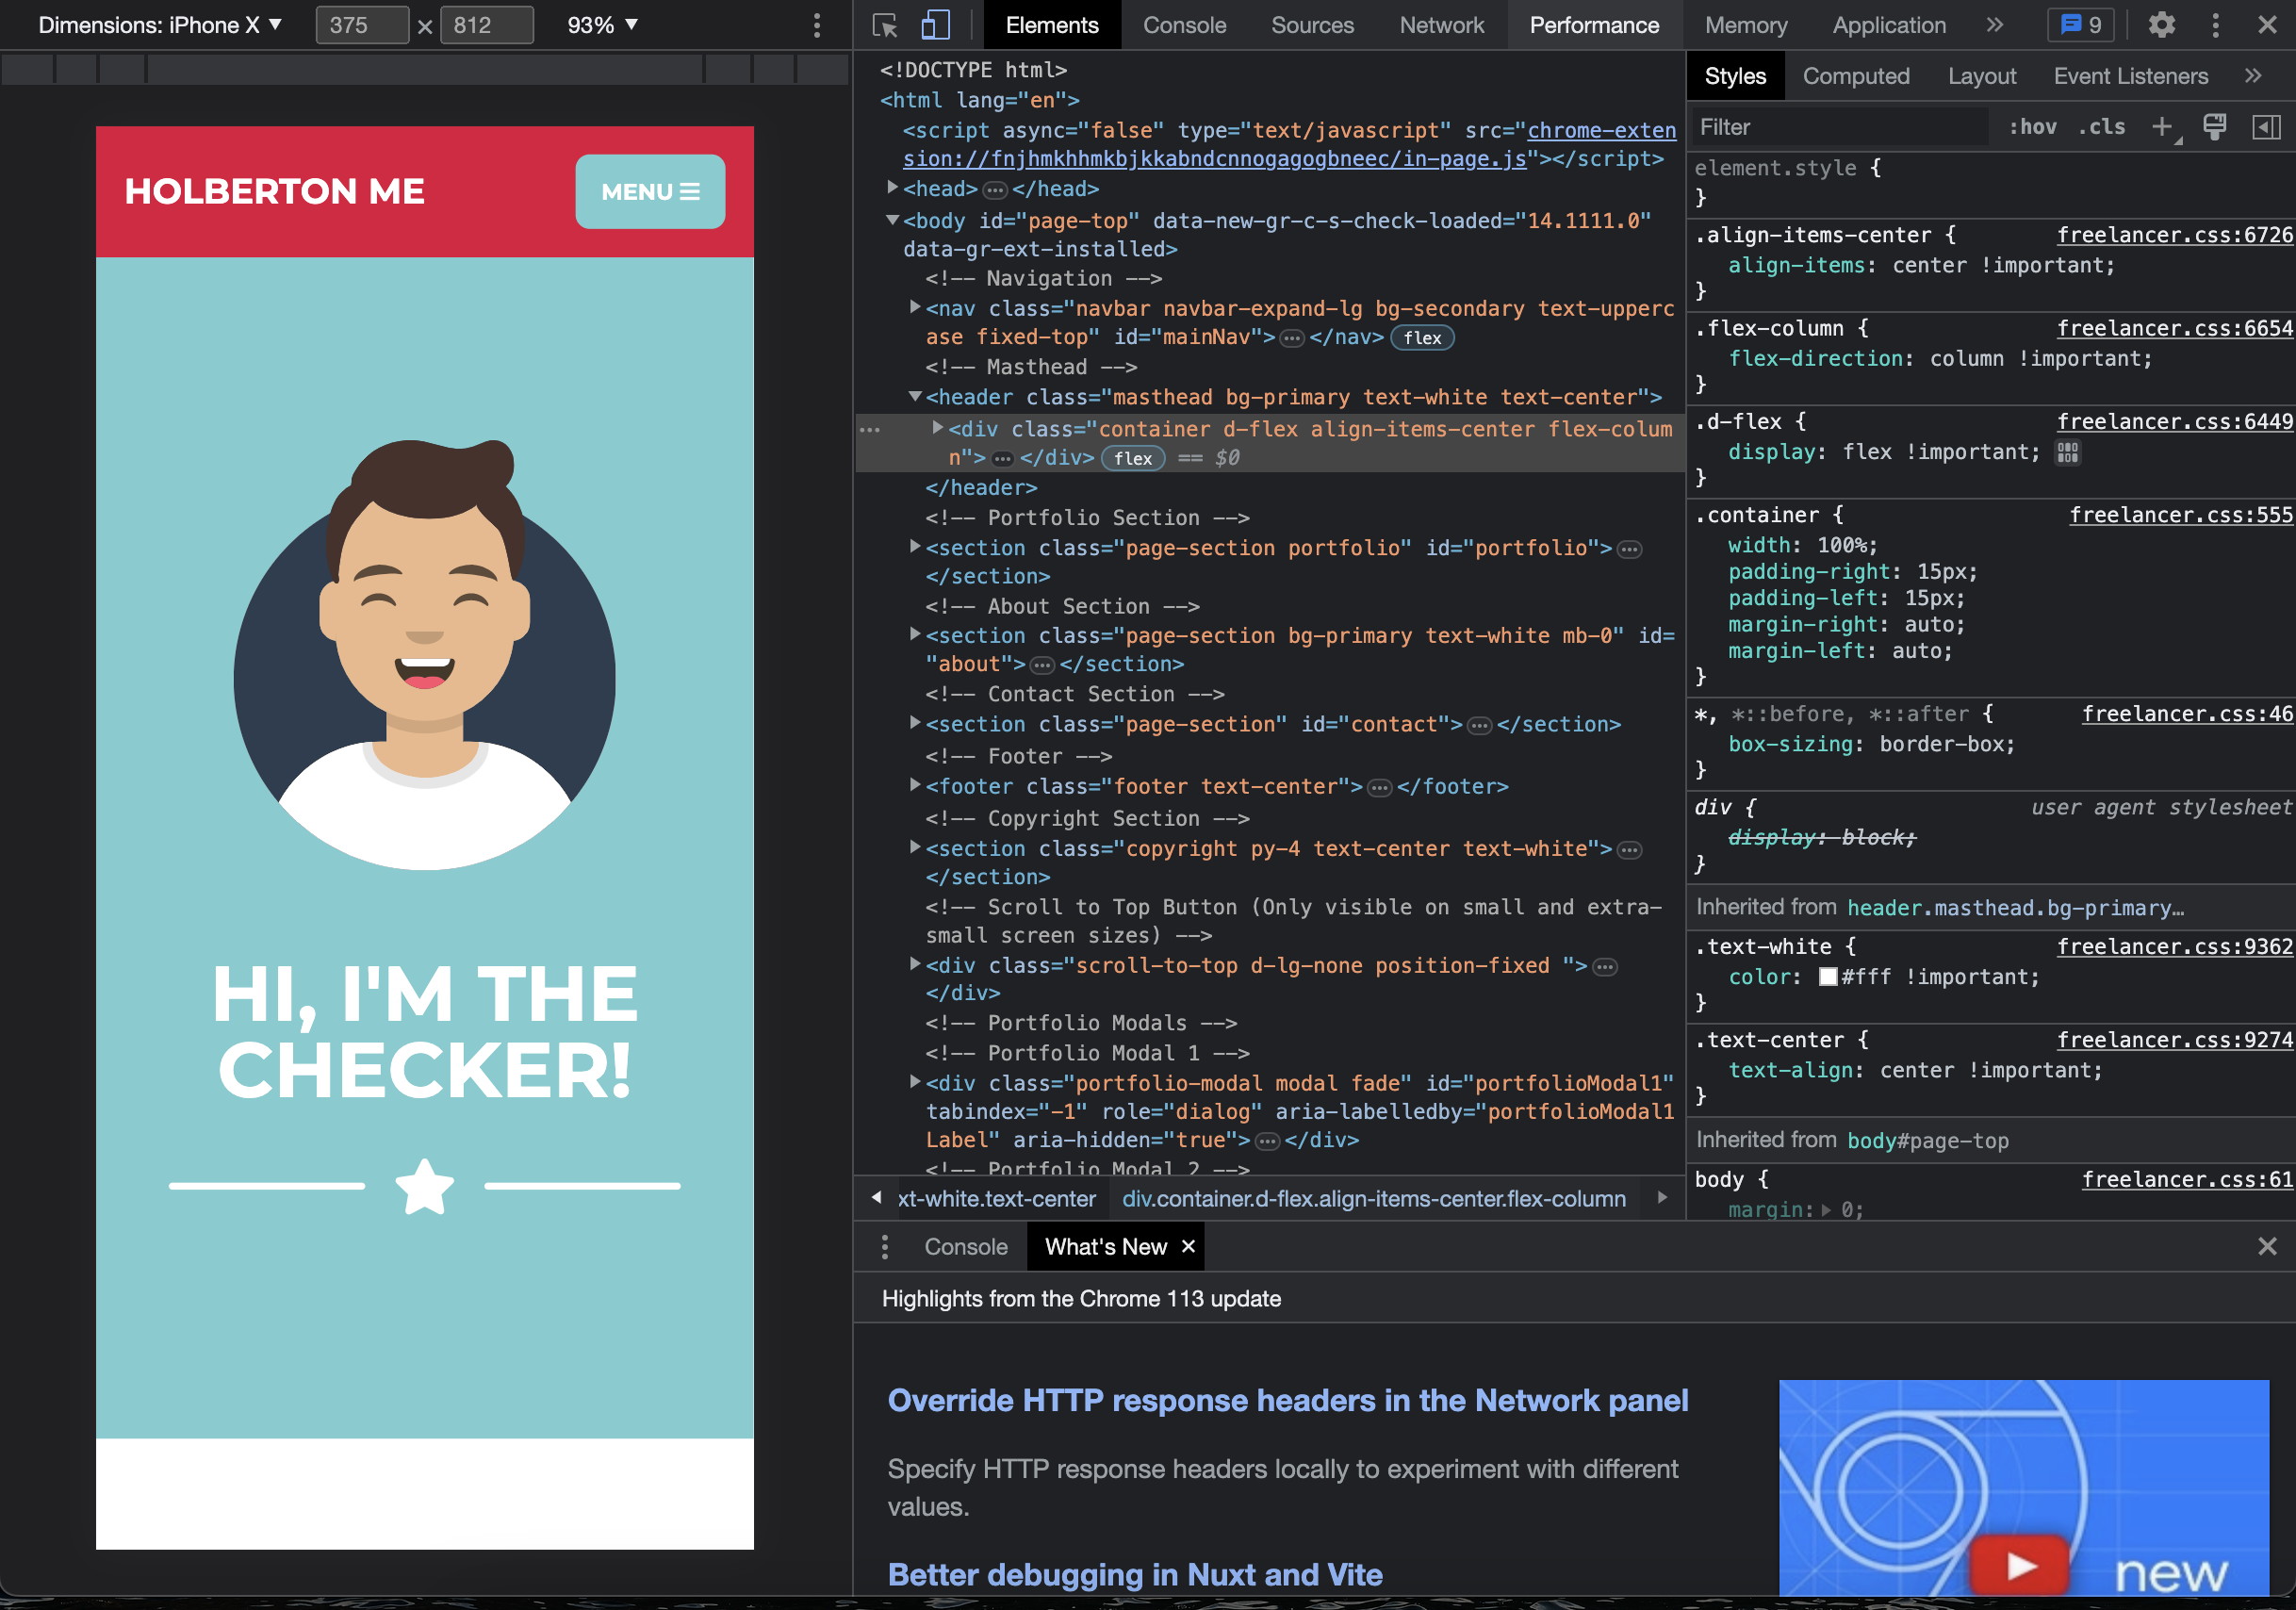 Dimensions: iPhone X ▼ 375 × 812 93% ▼
HOLBERTON ME
MENU
HI, I'M THE
CHECKER!
Elements Console Sources Network Performance Memory Application » 9
<!DOCTYPE html>
<html lang="en">
<script async="false" type="text/javascript" src="chrome-exten
sion://fnjhmkhhmkbjkkabndcnnogagogbneec/in-page.js"></script>
▶<head>…</head>
▼<body id="page-top" data-new-gr-c-s-check-loaded="14.1111.0"
data-gr-ext-installed>
<!-- Navigation -->
▶<nav class="navbar navbar-expand-lg bg-secondary text-upperc
ase fixed-top" id="mainNav">…</nav> flex
<!-- Masthead -->
▼<header class="masthead bg-primary text-white text-center">
… ▶<div class="container d-flex align-items-center flex-colum
n">…</div> flex == $0
</header>
<!-- Portfolio Section -->
▶<section class="page-section portfolio" id="portfolio">…
</section>
<!-- About Section -->
▶<section class="page-section bg-primary text-white mb-0" id=
"about">…</section>
<!-- Contact Section -->
▶<section class="page-section" id="contact">…</section>
<!-- Footer -->
▶<footer class="footer text-center">…</footer>
<!-- Copyright Section -->
▶<section class="copyright py-4 text-center text-white">…
</section>
<!-- Scroll to Top Button (Only visible on small and extra-
small screen sizes) -->
▶<div class="scroll-to-top d-lg-none position-fixed ">…
</div>
<!-- Portfolio Modals -->
<!-- Portfolio Modal 1 -->
▶<div class="portfolio-modal modal fade" id="portfolioModal1"
tabindex="-1" role="dialog" aria-labelledby="portfolioModal1
Label" aria-hidden="true">…</div>
<!-- Portfolio Modal 2 -->
xt-white.text-center div.container.d-flex.align-items-center.flex-column
Styles Computed Layout Event Listeners »
Filter :hov .cls +
element.style {
}
.align-items-center { freelancer.css:6726
align-items: center !important;
}
.flex-column { freelancer.css:6654
flex-direction: column !important;
}
.d-flex { freelancer.css:6449
display: flex !important;
}
.container { freelancer.css:555
width: 100%;
padding-right: 15px;
padding-left: 15px;
margin-right: auto;
margin-left: auto;
}
*, *::before, *::after { freelancer.css:46
box-sizing: border-box;
}
div { user agent stylesheet
display: block;
}
Inherited from header.masthead.bg-primary…
.text-white { freelancer.css:9362
color: #fff !important;
}
.text-center { freelancer.css:9274
text-align: center !important;
}
Inherited from body#page-top
body { freelancer.css:61
margin:▶ 0;
Console What's New ×
Highlights from the Chrome 113 update
Override HTTP response headers in the Network panel
Specify HTTP response headers locally to experiment with different
values.
Better debugging in Nuxt and Vite
new